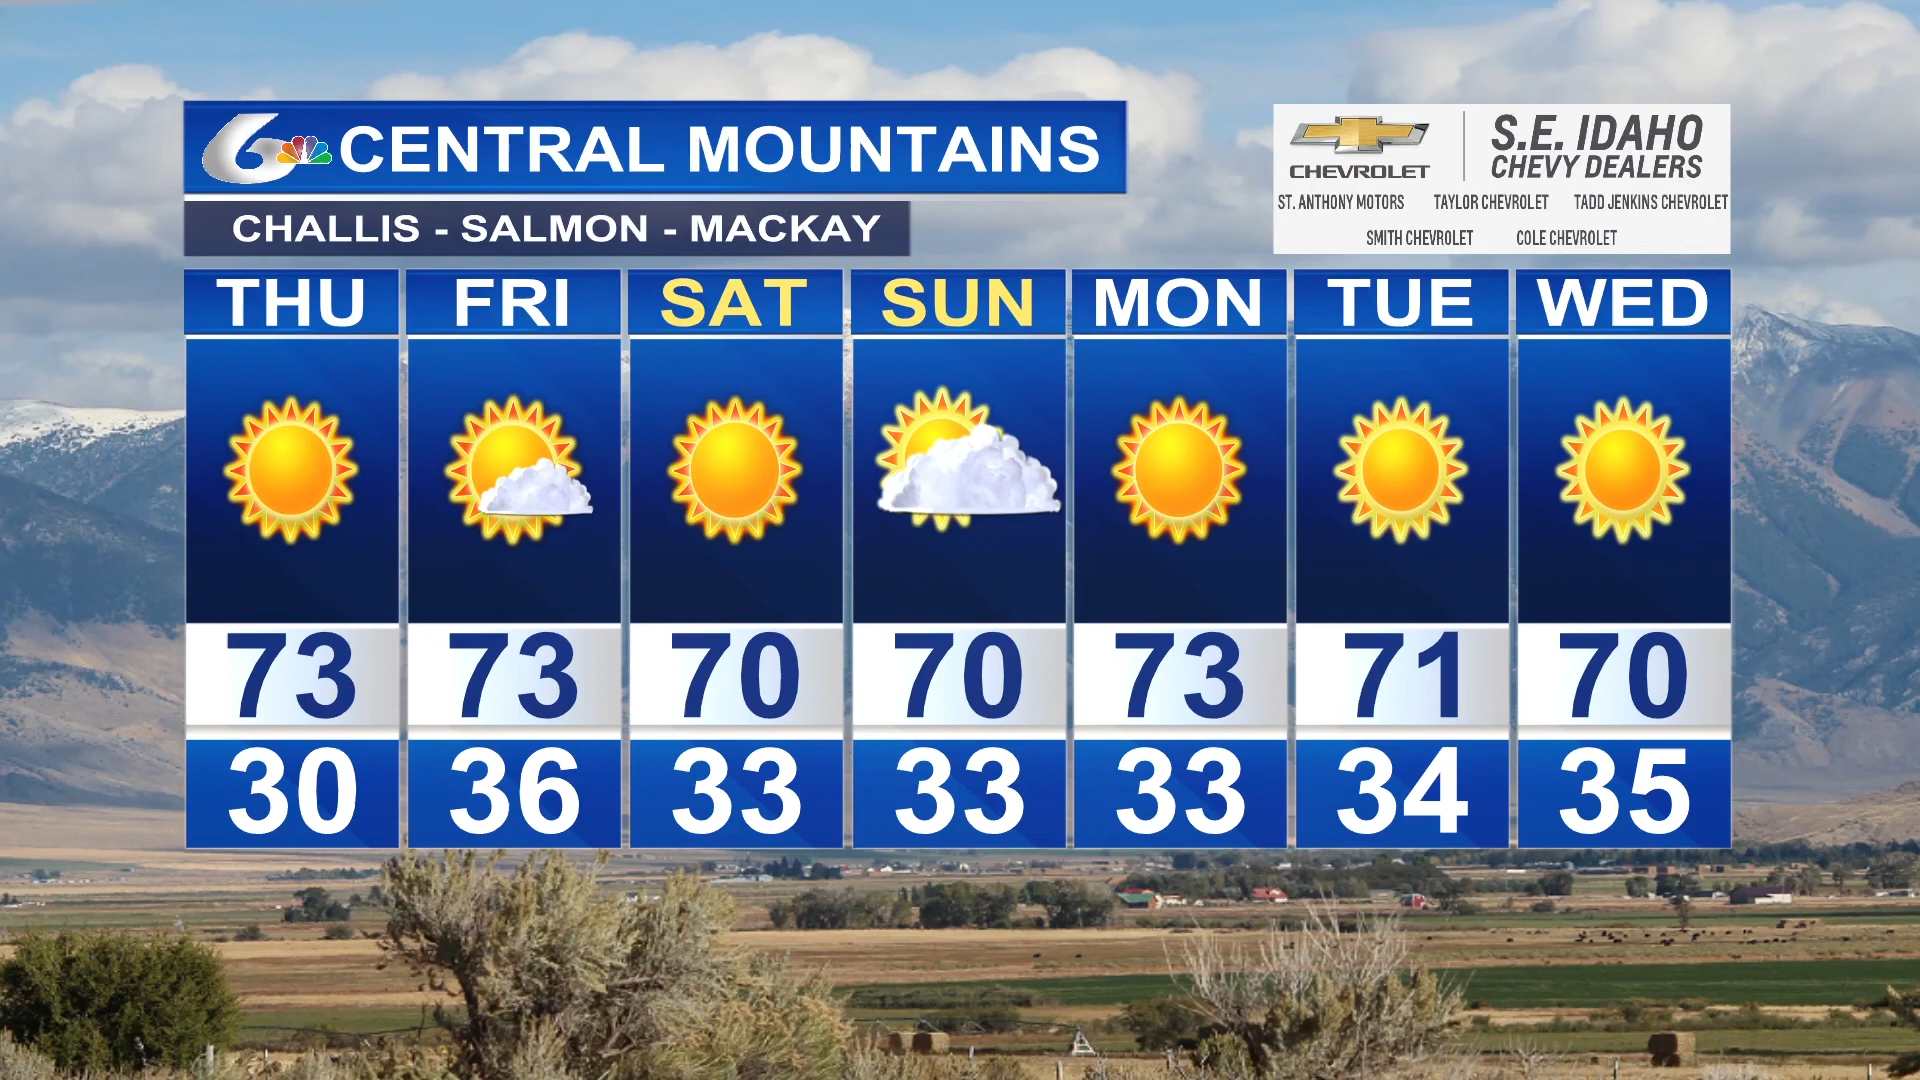 6 CENTRAL MOUNTAINS
CHALLIS - SALMON - MACKAY
CHEVROLET
S.E. IDAHO
CHEVY DEALERS
ST. ANTHONY MOTORS TAYLOR CHEVROLET TADD JENKINS CHEVROLET
SMITH CHEVROLET COLE CHEVROLET
THU FRI SAT SUN MON TUE WED
73 73 70 70 73 71 70
30 36 33 33 33 34 35